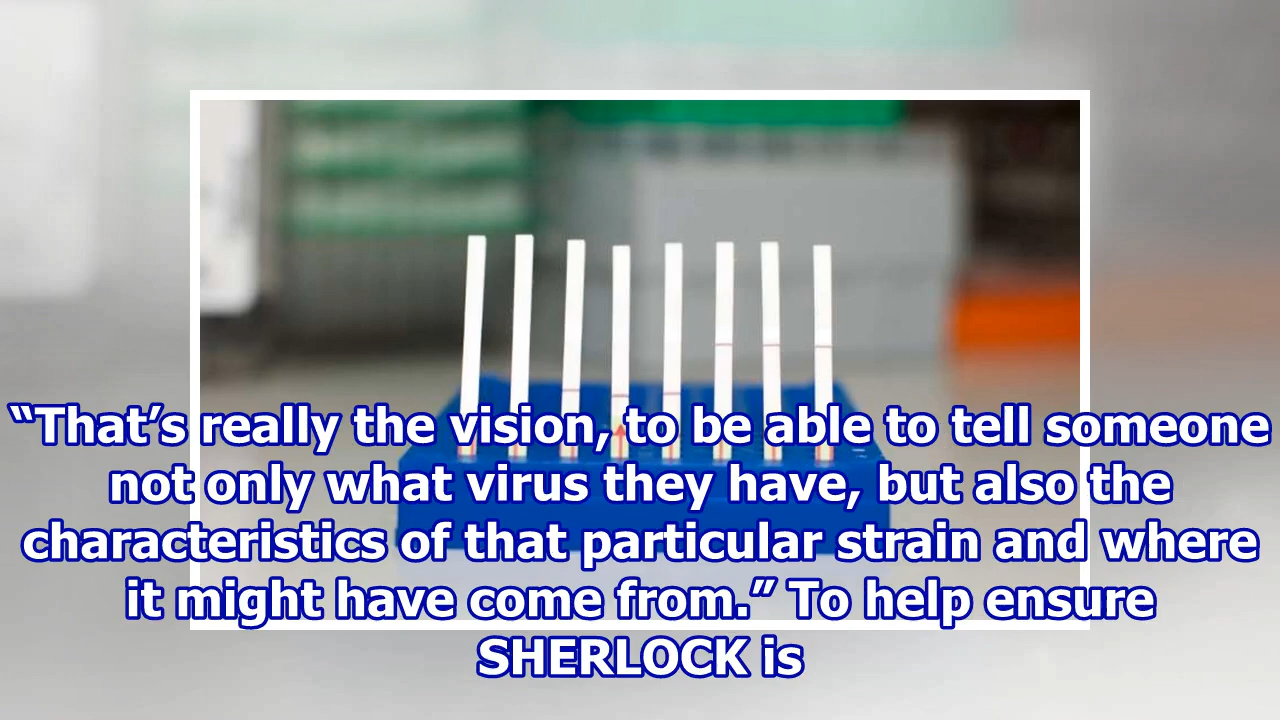 “That’s really the vision, to be able to tell someone
not only what virus they have, but also the
characteristics of that particular strain and where
it might have come from.” To help ensure
SHERLOCK is